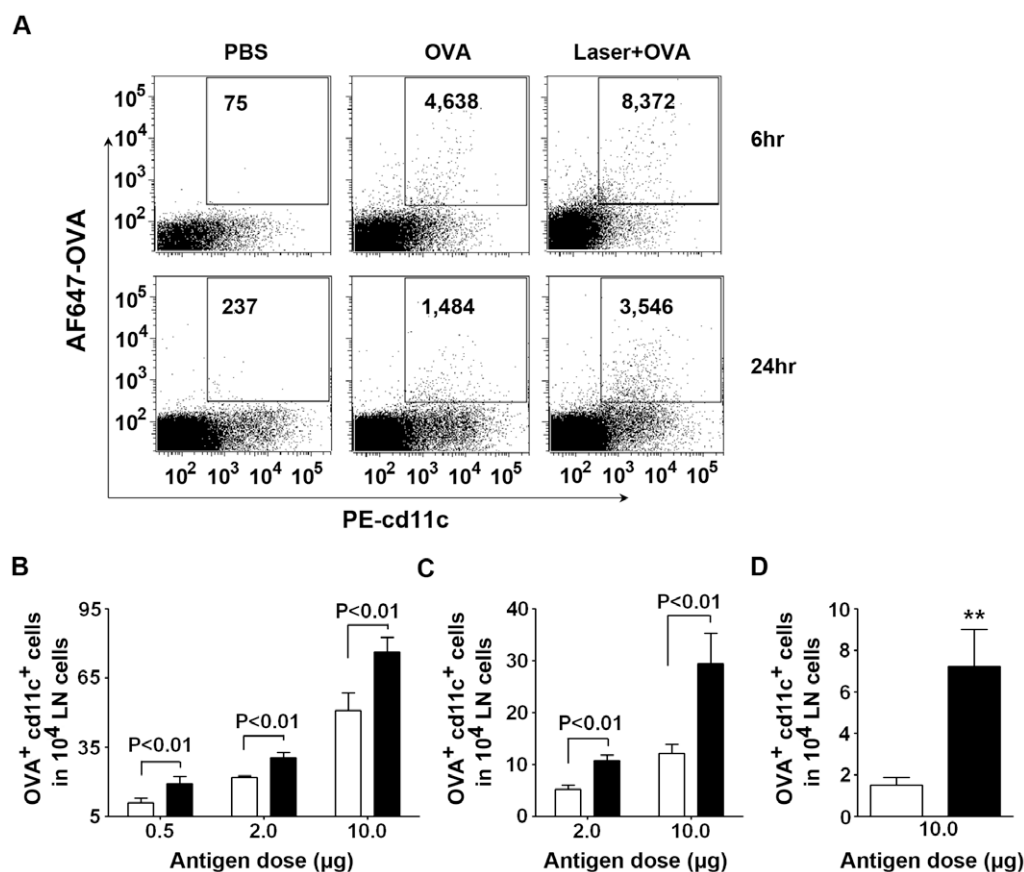 A
PBS OVA Laser+OVA
10⁵ 75 4,638 8,372
10⁴ 6hr
10³
10²
AF647-OVA
10⁵ 237 1,484 3,546
10⁴ 24hr
10³
10²
10² 10³ 10⁴ 10⁵ 10² 10³ 10⁴ 10⁵ 10² 10³ 10⁴ 10⁵
PE-cd11c
B
OVA⁺ cd11c⁺ cells
in 10⁴ LN cells
95
65
35
5
P<0.01
P<0.01
P<0.01
0.5 2.0 10.0
Antigen dose (µg)
C
OVA⁺ cd11c⁺ cells
in 10⁴ LN cells
40
30
20
10
0
P<0.01
P<0.01
2.0 10.0
Antigen dose (µg)
D
OVA⁺ cd11c⁺ cells
in 10⁴ LN cells
10
8
6
4
2
0
**
10.0
Antigen dose (µg)